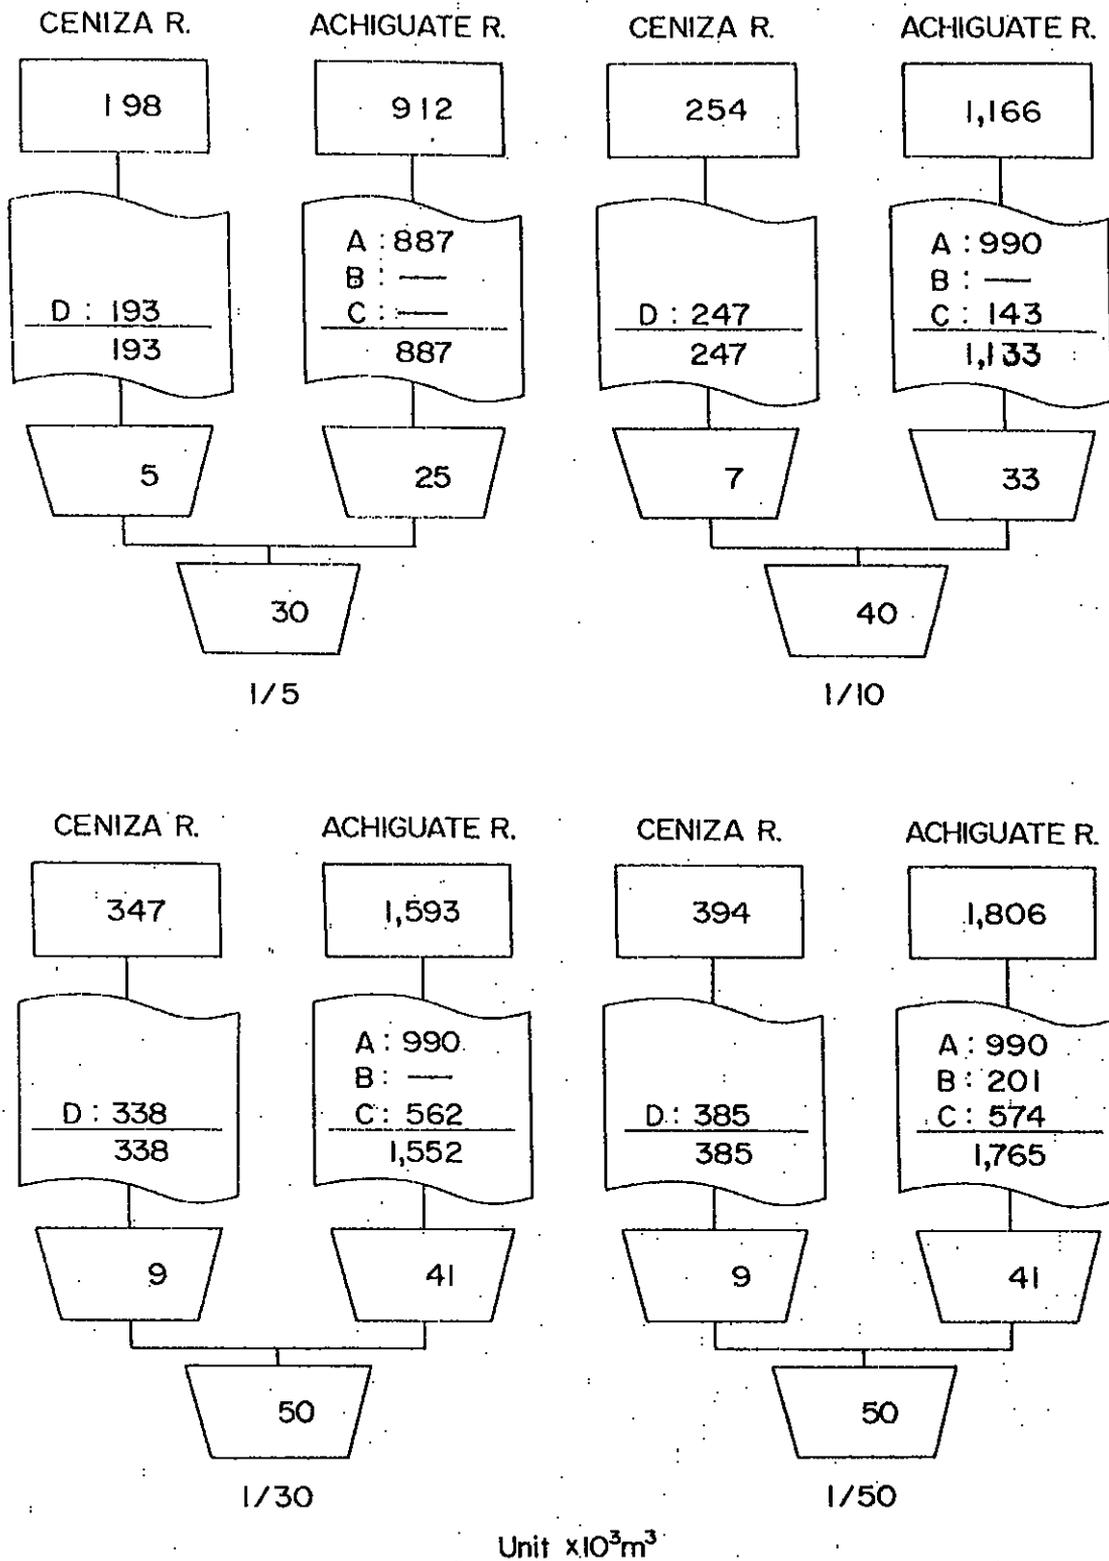 CENIZA R. ACHIGUATE R. CENIZA R. ACHIGUATE R.
198 912 254 1,166
A : 887 A : 990
B : — B : —
D : 193 C : — D : 247 C : 143
193 887 247 1,133
5 25 7 33
30 40
1/5 1/10
CENIZA R. ACHIGUATE R. CENIZA R. ACHIGUATE R.
347 1,593 394 1,806
A : 990 A : 990
B : — B : 201
D : 338 C : 562 D : 385 C : 574
338 1,552 385 1,765
9 41 9 41
50 50
1/30 1/50
Unit ×10³m³